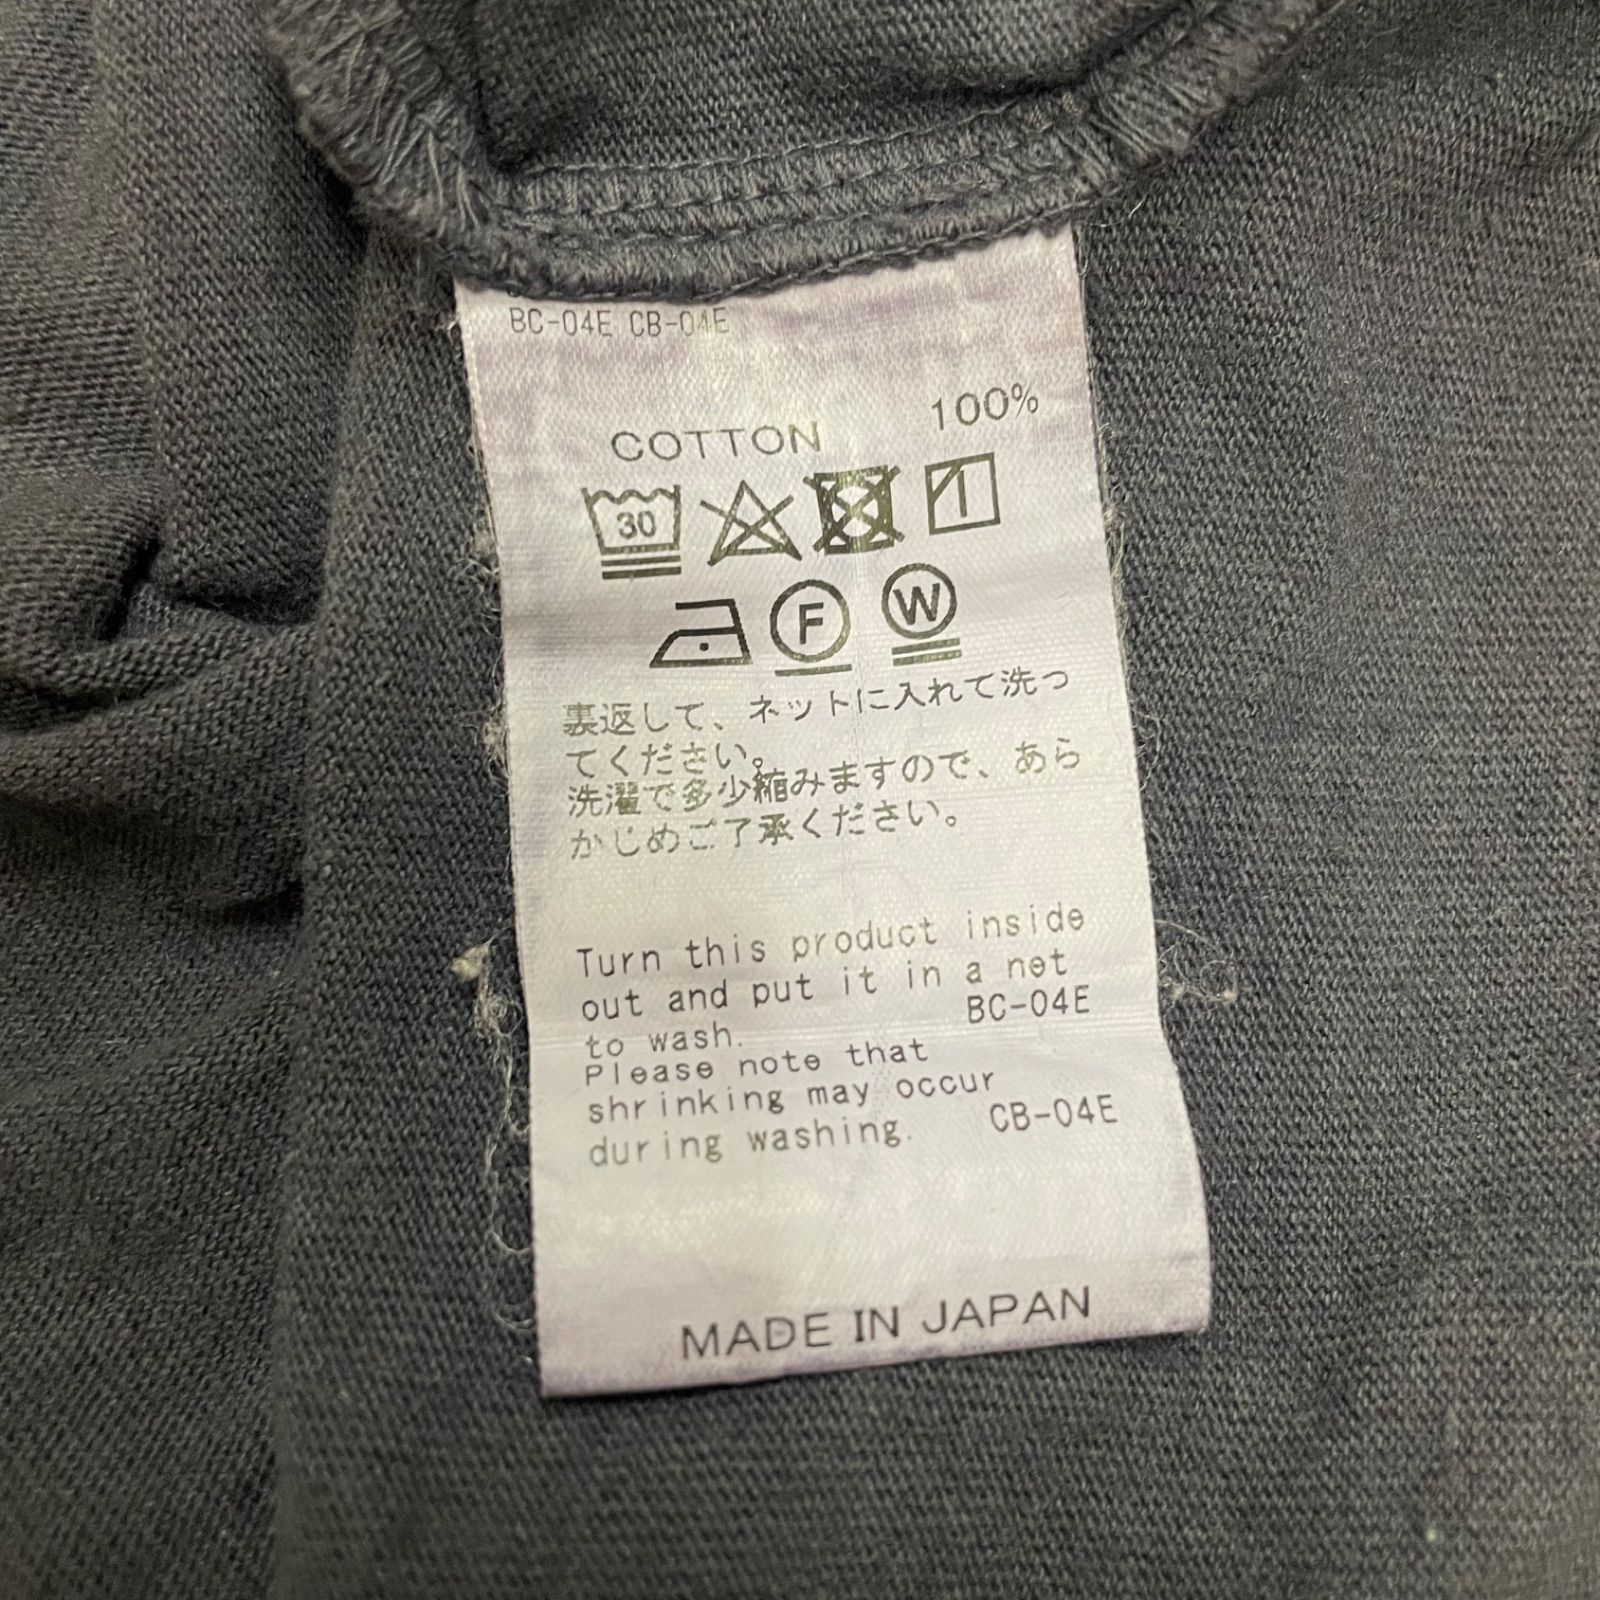 BC-04E CB-04E
COTTON 100%
30
F W
裏返して、ネットに入れて洗っ
てください。
洗濯で多少縮みますので、あら
かじめご了承ください。
Turn this product inside
out and put it in a net
to wash. BC-04E
Please note that
shrinking may occur
during washing. CB-04E
MADE IN JAPAN